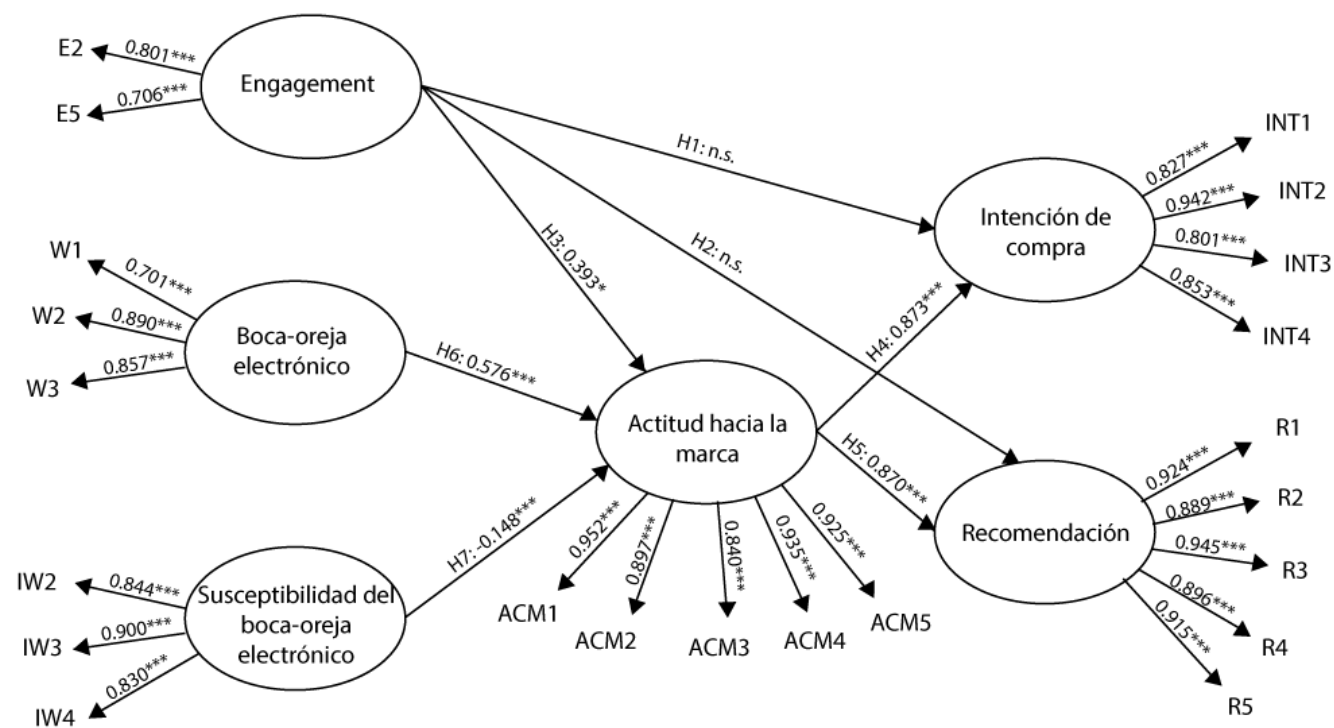 E2
0.801***
E5
0.706***
Engagement
H1: n.s.
H2: n.s.
H3: 0.393*
W1
0.701***
W2
0.890***
W3
0.857***
Boca-oreja
electrónico
H6: 0.576***
IW2
0.844***
IW3
0.900***
IW4
0.830***
Susceptibilidad del
boca-oreja
electrónico
H7: -0.148***
Actitud hacia la
marca
0.952***
ACM1
0.897***
ACM2
0.840***
ACM3
0.935***
ACM4
0.925***
ACM5
H4: 0.873***
H5: 0.870***
Intención de
compra
0.827***
INT1
0.942***
INT2
0.801***
INT3
0.853***
INT4
Recomendación
0.924***
R1
0.889***
R2
0.945***
R3
0.896***
R4
0.915***
R5